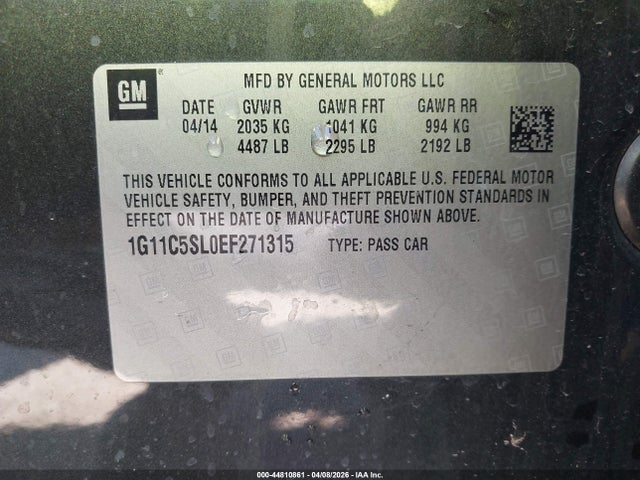 GM
MFD BY GENERAL MOTORS LLC
DATE GVWR GAWR FRT GAWR RR
04/14 2035 KG 1041 KG 994 KG
4487 LB 2295 LB 2192 LB
THIS VEHICLE CONFORMS TO ALL APPLICABLE U.S. FEDERAL MOTOR
VEHICLE SAFETY, BUMPER, AND THEFT PREVENTION STANDARDS IN
EFFECT ON THE DATE OF MANUFACTURE SHOWN ABOVE.
1G11C5SL0EF271315 TYPE: PASS CAR
000-44810861 - 04/08/2026 - IAA Inc.